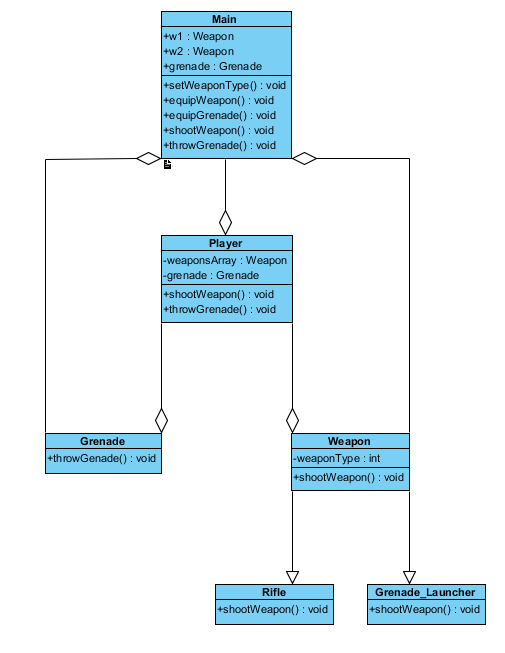 Main
+w1 : Weapon
+w2 : Weapon
+grenade : Grenade
+setWeaponType() : void
+equipWeapon() : void
+equipGrenade() : void
+shootWeapon() : void
+throwGrenade() : void
Player
-weaponsArray : Weapon
-grenade : Grenade
+shootWeapon() : void
+throwGrenade() : void
Grenade
+throwGenade() : void
Weapon
-weaponType : int
+shootWeapon() : void
Rifle
+shootWeapon() : void
Grenade_Launcher
+shootWeapon() : void